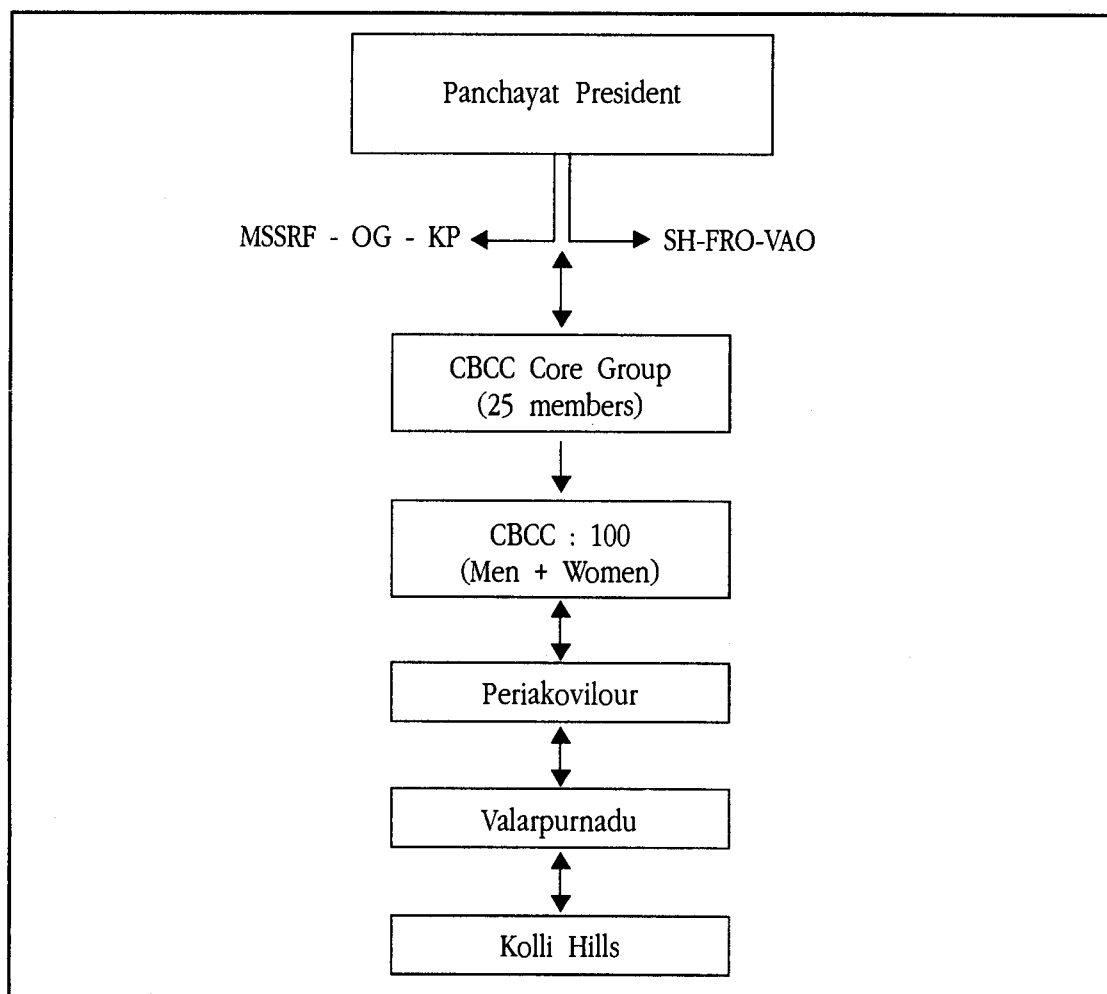 Panchayat President
MSSRF - OG - KP
SH-FRO-VAO
CBCC Core Group
(25 members)
CBCC : 100
(Men + Women)
Periakovilour
Valarpurnadu
Kolli Hills